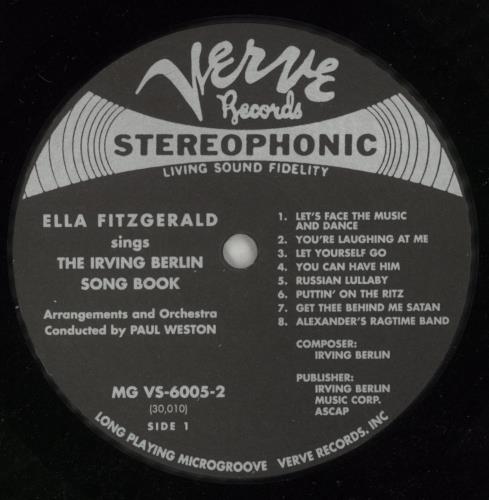 Verve
Records
STEREOPHONIC
LIVING SOUND FIDELITY
ELLA FITZGERALD
sings
THE IRVING BERLIN
SONG BOOK
Arrangements and Orchestra
Conducted by PAUL WESTON
MG VS-6005-2
(30,010)
SIDE 1
1. LET'S FACE THE MUSIC
AND DANCE
2. YOU'RE LAUGHING AT ME
3. LET YOURSELF GO
4. YOU CAN HAVE HIM
5. RUSSIAN LULLABY
6. PUTTIN' ON THE RITZ
7. GET THEE BEHIND ME SATAN
8. ALEXANDER'S RAGTIME BAND
COMPOSER:
IRVING BERLIN
PUBLISHER:
IRVING BERLIN
MUSIC CORP.
ASCAP
LONG PLAYING MICROGROOVE VERVE RECORDS, INC